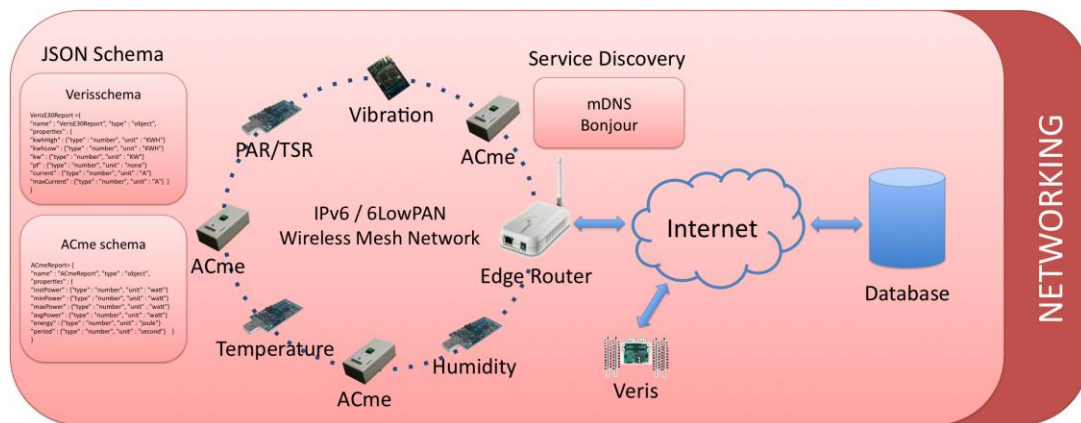 JSON Schema
Verisschema
VerisE30Report ={
"name" : "VerisE30Report", "type" : "object",
"properties" : {
"kwhHigh" : {"type" : "number", "unit" : "KWH"}
"kwhLow" : {"type" : "number", "unit" : "KWH"}
"kw" : {"type" : "number", "unit" : "KW"}
"pf" : {"type" : "number", "unit" : "none"}
"current" : {"type" : "number", "unit" : "A"}
"maxCurrent" : {"type" : "number", "unit" : "A"} }
}
ACme schema
ACmeReport= {
"name" : "ACmeReport", "type" : "object",
"properties" : {
"instPower" : {"type" : "number", "unit" : "watt"}
"minPower" : {"type" : "number", "unit" : "watt"}
"maxPower" : {"type" : "number", "unit" : "watt"}
"avgPower" : {"type" : "number", "unit" : "watt"}
"energy" : {"type" : "number", "unit" : "joule"}
"period" : {"type" : "number", "unit" : "second"} }
}
Vibration
PAR/TSR
ACme
ACme
IPv6 / 6LowPAN
Wireless Mesh Network
Edge Router
Temperature
Humidity
ACme
Service Discovery
mDNS
Bonjour
Internet
Veris
Database
NETWORKING